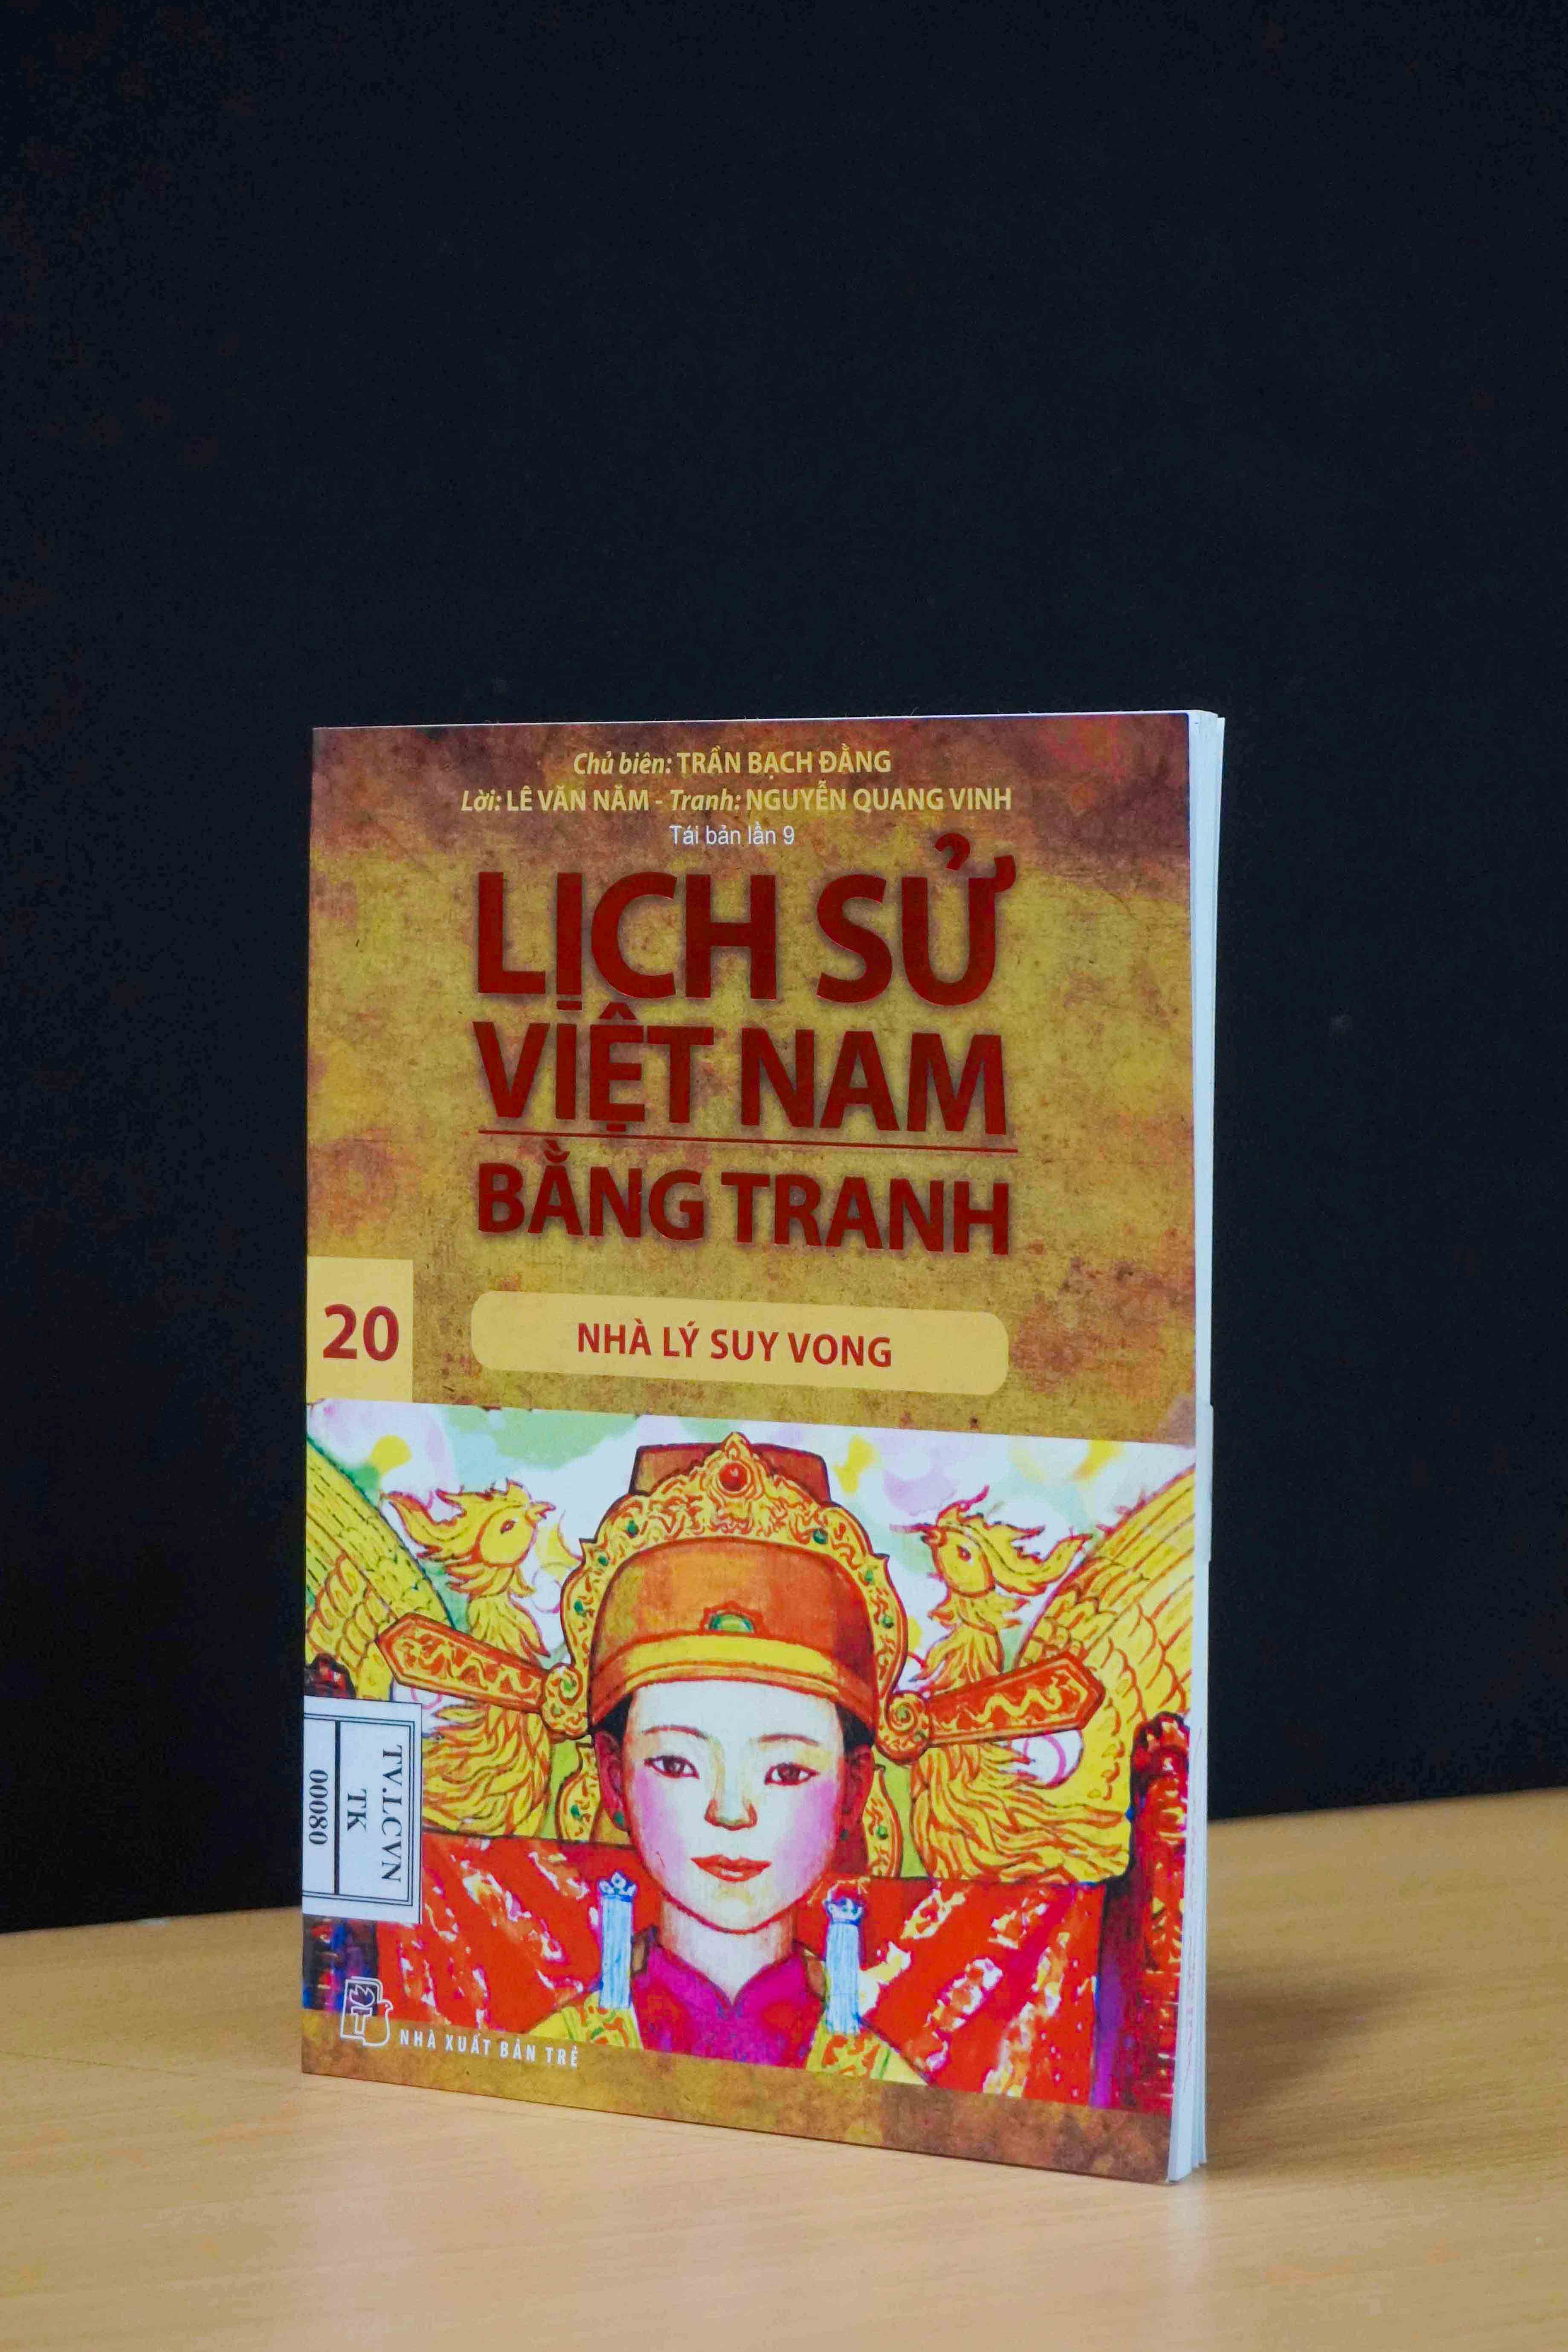 Chủ biên: TRẦN BẠCH ĐẰNG
Lời: LÊ VĂN NĂM - Tranh: NGUYỄN QUANG VINH
Tái bản lần 9
LỊCH SỬ
VIỆT NAM
BẰNG TRANH
20
NHÀ LÝ SUY VONG
TV.LCVN
TK
000080
NHÀ XUẤT BẢN TRẺ